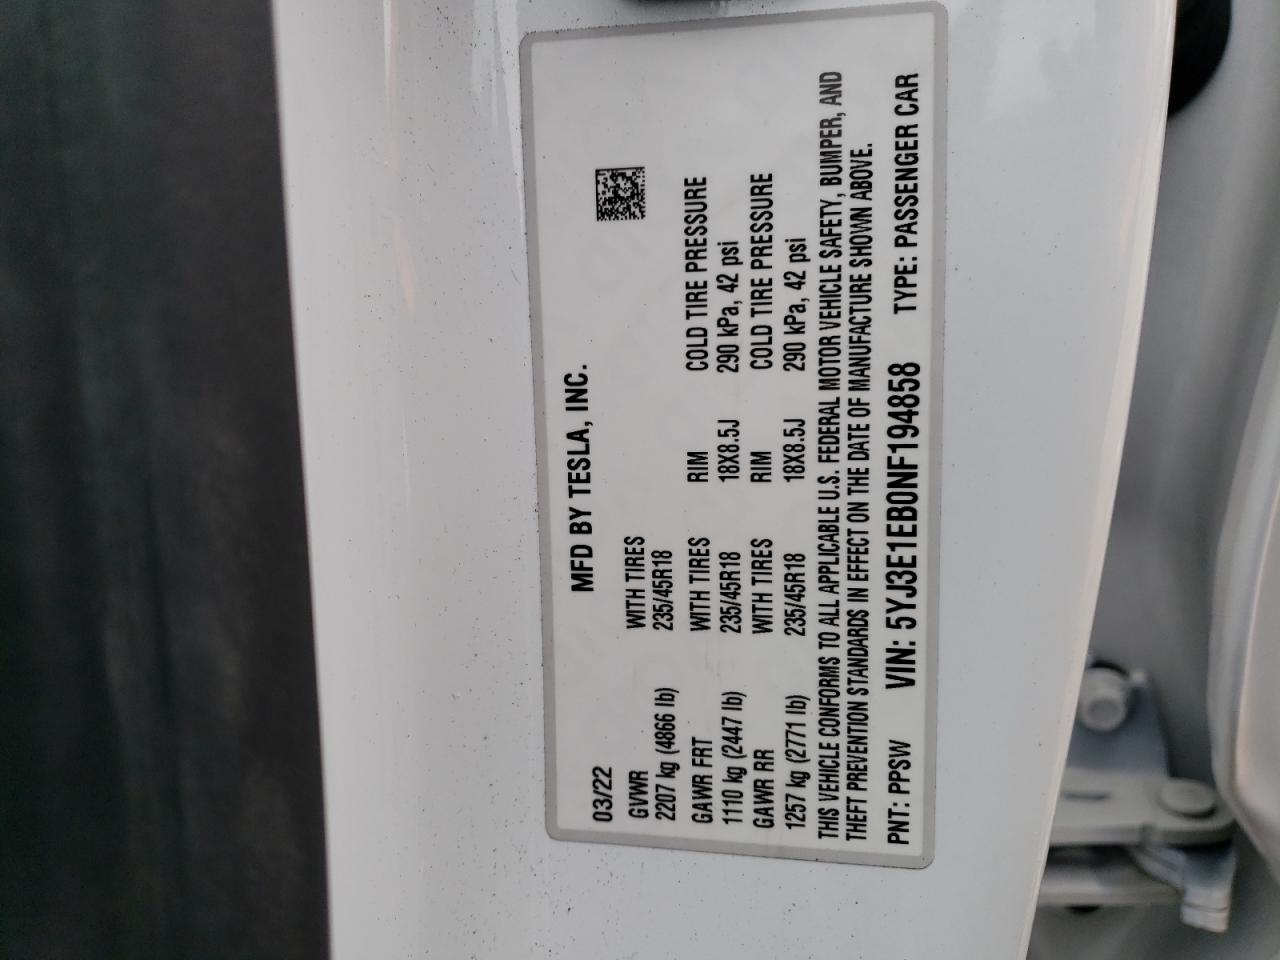 MFD BY TESLA, INC.
03/22
GVWR WITH TIRES
2207 kg (4866 lb) 235/45R18
GAWR FRT WITH TIRES RIM COLD TIRE PRESSURE
1110 kg (2447 lb) 235/45R18 18X8.5J 290 kPa, 42 psi
GAWR RR WITH TIRES RIM COLD TIRE PRESSURE
1257 kg (2771 lb) 235/45R18 18X8.5J 290 kPa, 42 psi
THIS VEHICLE CONFORMS TO ALL APPLICABLE U.S. FEDERAL MOTOR VEHICLE SAFETY, BUMPER, AND
THEFT PREVENTION STANDARDS IN EFFECT ON THE DATE OF MANUFACTURE SHOWN ABOVE.
PNT: PPSW VIN: 5YJ3E1EB0NF194858 TYPE: PASSENGER CAR